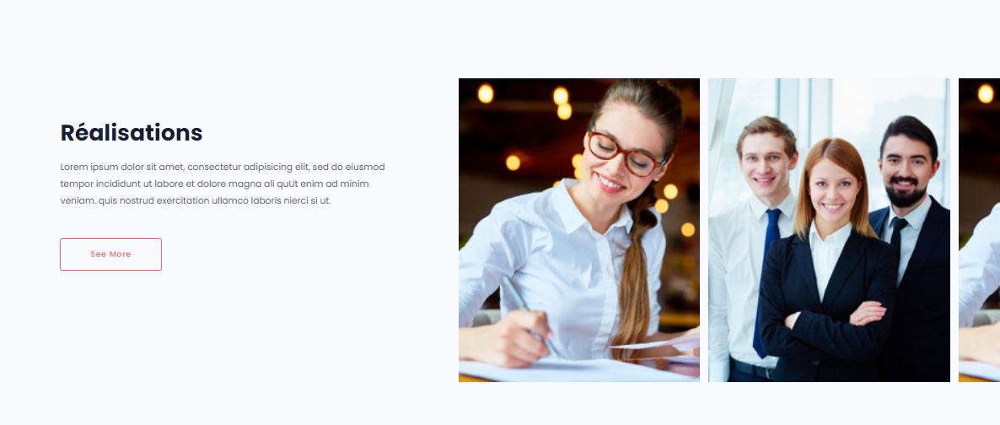 Réalisations
Lorem ipsum dolor sit amet, consectetur adipisicing elit, sed do eiusmod
tempor incididunt ut labore et dolore magna ali quUt enim ad minim
veniam. quis nostrud exercitation ullamco laboris nierci si ut.
See More